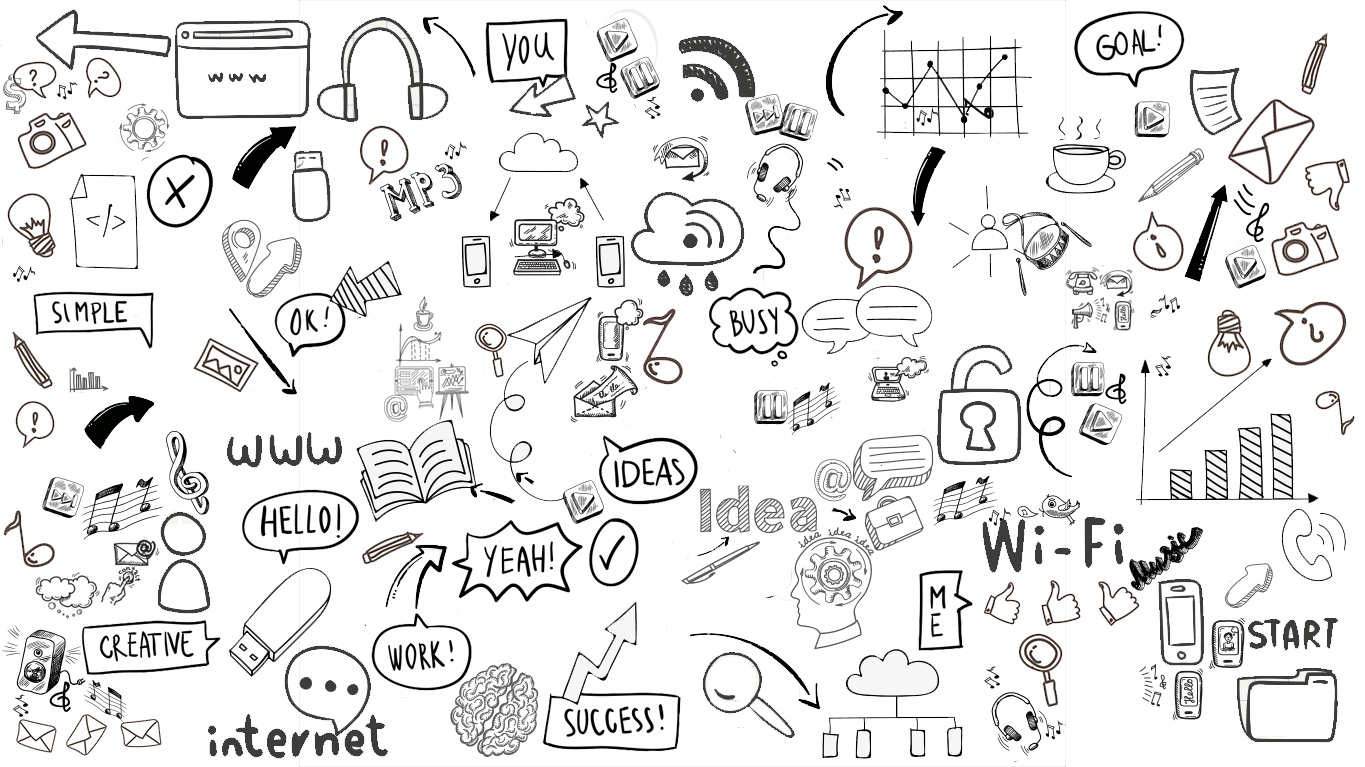 YOU
GOAL!
WWW
MP3
</>
SIMPLE
OK!
BUSY
Hello
WWW
IDEAS
Idea
HELLO!
@
@
@
YEAH!
idea idea idea
Wi-Fi
Music
ME
CREATIVE
WORK!
START
Hello
SUCCESS!
internet